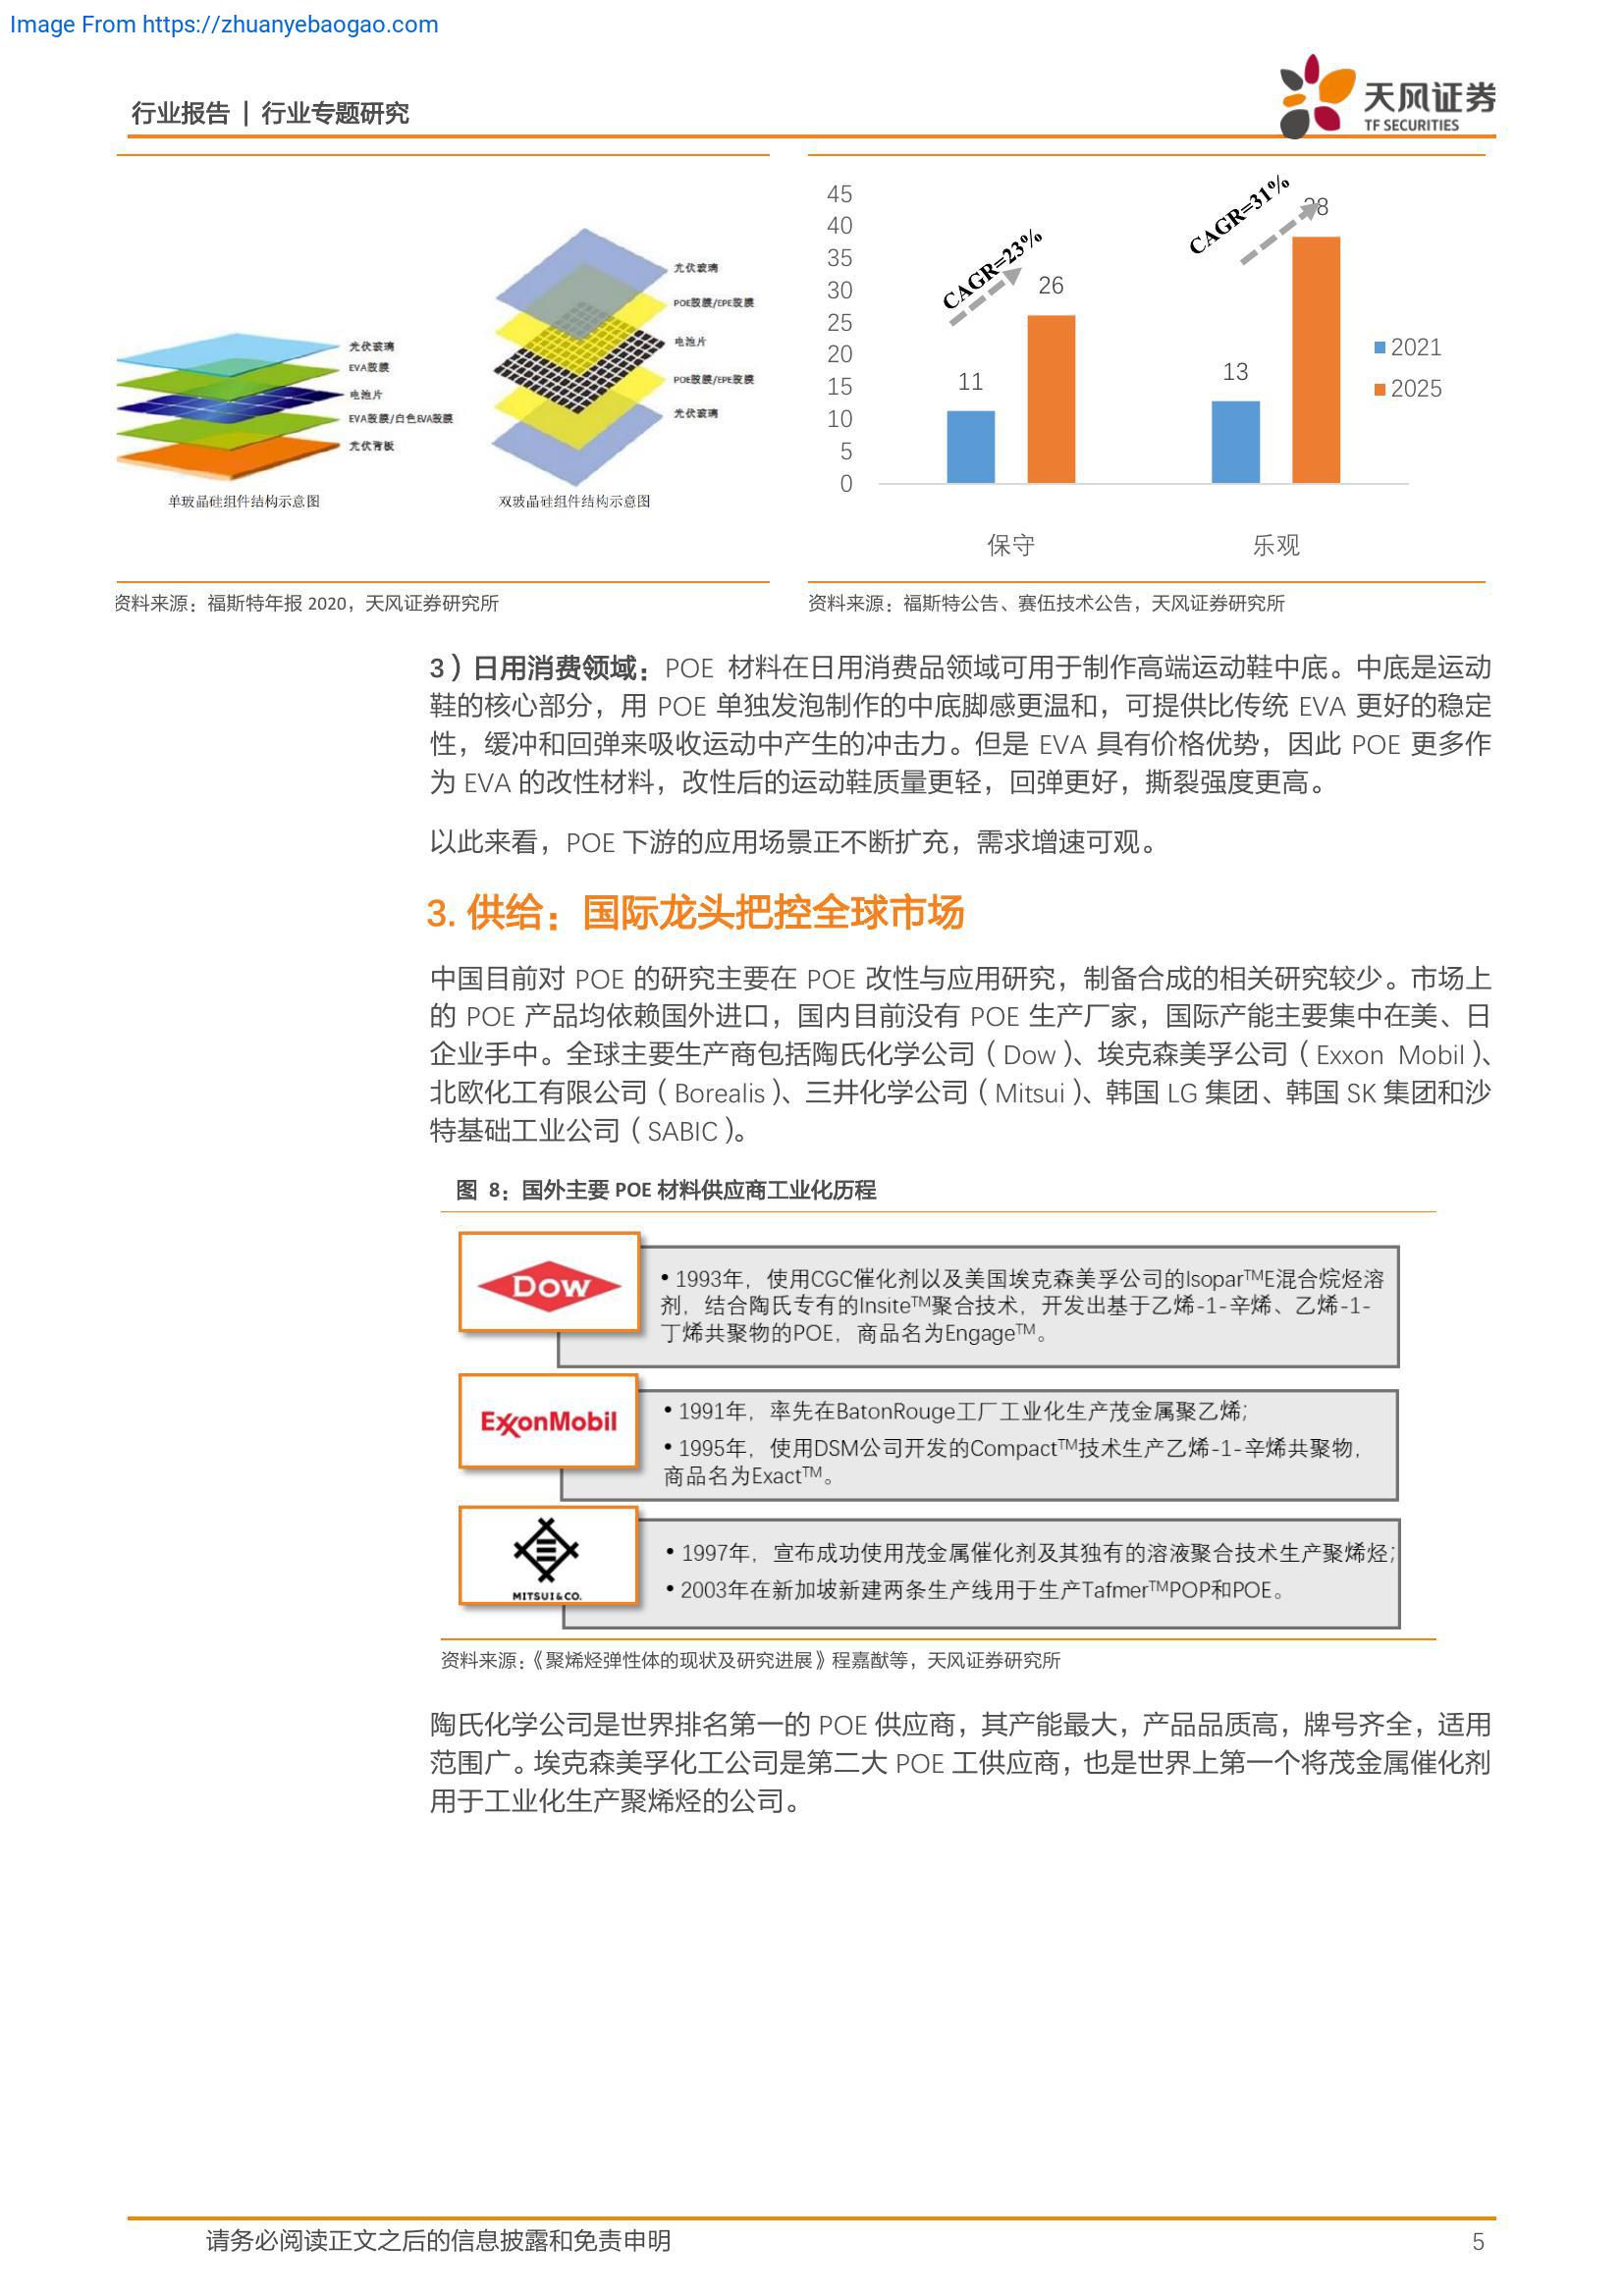 Image From https://zhuanyebaogao.com
行业报告 | 行业专题研究
天风证券
TF SECURITIES
光伏玻璃
EVA胶膜
电池片
EVA胶膜/白色EVA胶膜
光伏背板
单玻晶硅组件结构示意图
光伏玻璃
POE胶膜/EPE胶膜
电池片
POE胶膜/EPE胶膜
光伏玻璃
双玻晶硅组件结构示意图
45
40
35
30
25
20
15
10
5
0
CAGR=23%
CAGR=31%
11
26
13
38
保守
乐观
2021
2025
资料来源：福斯特年报 2020，天风证券研究所
资料来源：福斯特公告、赛伍技术公告，天风证券研究所
3）日用消费领域：POE 材料在日用消费品领域可用于制作高端运动鞋中底。中底是运动
鞋的核心部分，用 POE 单独发泡制作的中底脚感更温和，可提供比传统 EVA 更好的稳定
性，缓冲和回弹来吸收运动中产生的冲击力。但是 EVA 具有价格优势，因此 POE 更多作
为 EVA 的改性材料，改性后的运动鞋质量更轻，回弹更好，撕裂强度更高。
以此来看，POE 下游的应用场景正不断扩充，需求增速可观。
3. 供给：国际龙头把控全球市场
中国目前对 POE 的研究主要在 POE 改性与应用研究，制备合成的相关研究较少。市场上
的 POE 产品均依赖国外进口，国内目前没有 POE 生产厂家，国际产能主要集中在美、日
企业手中。全球主要生产商包括陶氏化学公司（Dow）、埃克森美孚公司（Exxon Mobil）、
北欧化工有限公司（Borealis）、三井化学公司（Mitsui）、韩国 LG 集团、韩国 SK 集团和沙
特基础工业公司（SABIC）。
图 8：国外主要 POE 材料供应商工业化历程
DOW
• 1993年，使用CGC催化剂以及美国埃克森美孚公司的Isopar™E混合烷烃溶
剂，结合陶氏专有的Insite™聚合技术，开发出基于乙烯-1-辛烯、乙烯-1-
丁烯共聚物的POE，商品名为Engage™。
ExxonMobil
• 1991年，率先在BatonRouge工厂工业化生产茂金属聚乙烯；
• 1995年，使用DSM公司开发的Compact™技术生产乙烯-1-辛烯共聚物，
商品名为Exact™。
MITSUI&CO.
• 1997年，宣布成功使用茂金属催化剂及其独有的溶液聚合技术生产聚烯烃；
• 2003年在新加坡新建两条生产线用于生产Tafmer™POP和POE。
资料来源：《聚烯烃弹性体的现状及研究进展》程嘉猷等，天风证券研究所
陶氏化学公司是世界排名第一的 POE 供应商，其产能最大，产品品质高，牌号齐全，适用
范围广。埃克森美孚化工公司是第二大 POE 工供应商，也是世界上第一个将茂金属催化剂
用于工业化生产聚烯烃的公司。
请务必阅读正文之后的信息披露和免责申明
5